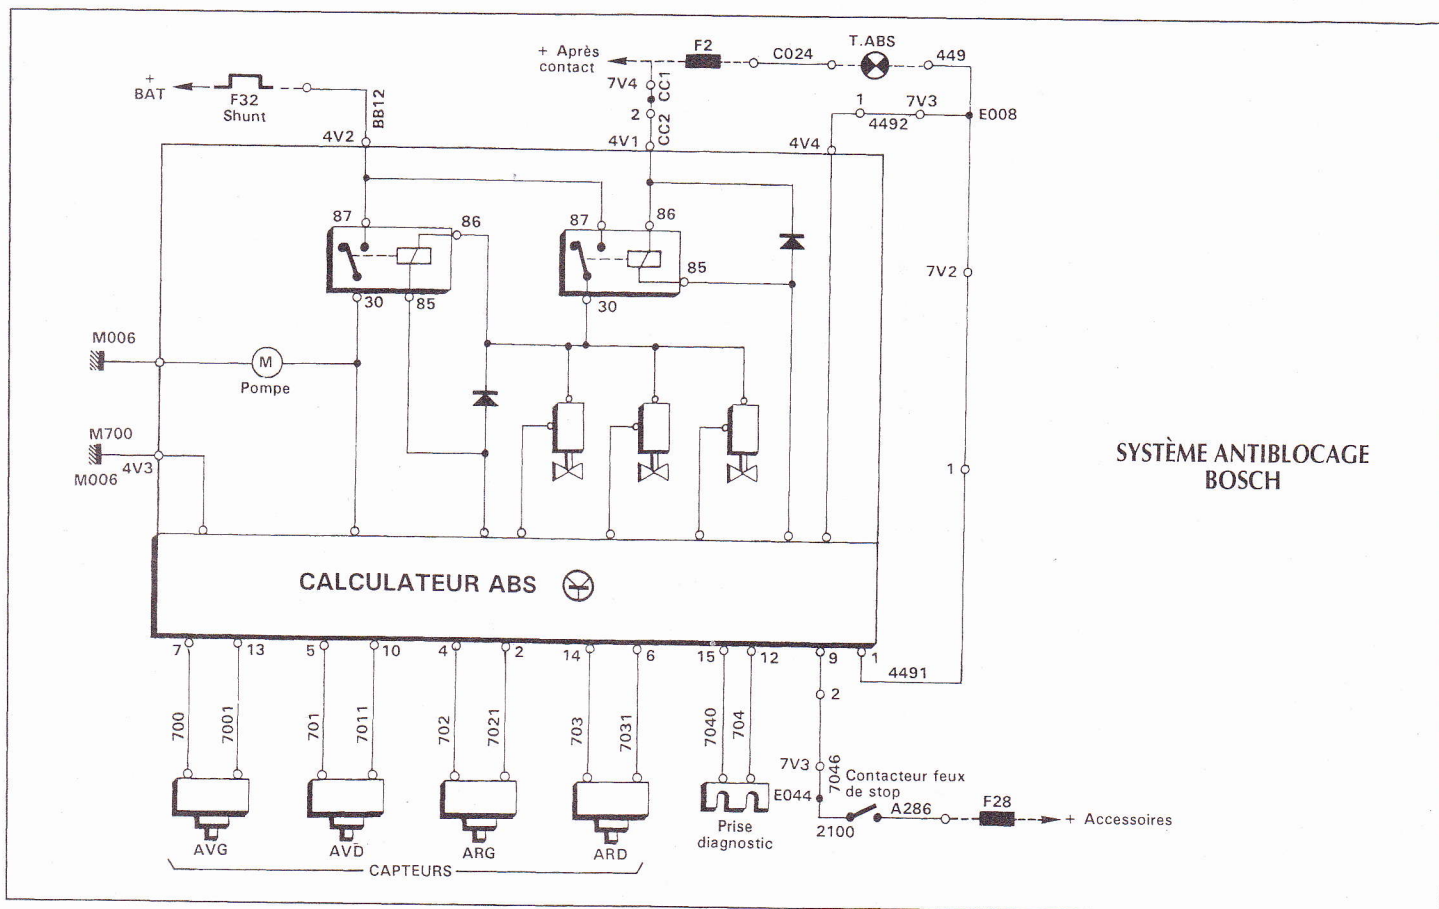 + Après
contact
F2
C024
T.ABS
449
+
BAT
F32
Shunt
BB12
7V4
CC1
2
CC2
1
7V3
4492
E008
4V2
4V1
4V4
87
86
87
86
85
30
85
30
7V2
M006
M
Pompe
M700
4V3
M006
1
SYSTÈME ANTIBLOCAGE
BOSCH
CALCULATEUR ABS
7
13
5
10
4
2
14
6
15
12
9
1
4491
2
700
7001
701
7011
702
7021
703
7031
7040
704
7V3
7046
Contacteur feux
de stop
E044
A286
F28
+ Accessoires
2100
Prise
diagnostic
AVG
AVD
ARG
ARD
CAPTEURS